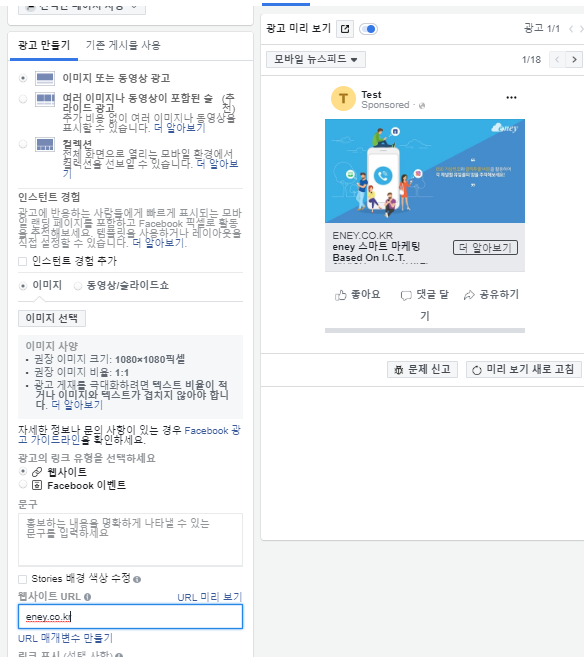 광고 만들기 기존 게시물 사용
이미지 또는 동영상 광고
여러 이미지나 동영상이 포함된 슬라이드 광고 (추천)
추가 비용 없이 여러 이미지나 동영상을
표시할 수 있습니다. 더 알아보기
컬렉션
전체 화면으로 열리는 모바일 환경에서
컬렉션을 선보일 수 있습니다. 더 알아보
기
인스턴트 경험
광고에 반응하는 사람들에게 빠르게 표시되는 모바
일 랜딩 페이지를 포함하고 Facebook 픽셀로 활동
을 추적해보세요. 템플릿을 사용하거나 레이아웃을
직접 설정할 수 있습니다. 더 알아보기.
인스턴트 경험 추가
이미지 동영상/슬라이드쇼
이미지 선택
이미지 사양
• 권장 이미지 크기: 1080×1080픽셀
• 권장 이미지 비율: 1:1
• 광고 게재를 극대화하려면 텍스트 비율이 적
거나 이미지와 텍스트가 겹치지 않아야 합니
다. 더 알아보기
자세한 정보나 문의 사항이 있는 경우 Facebook 광
고 가이드라인을 확인하세요.
광고의 링크 유형을 선택하세요
웹사이트
Facebook 이벤트
문구
홍보하는 내용을 명확하게 나타낼 수 있는
문구를 입력하세요
Stories 배경 색상 수정
웹사이트 URL URL 미리 보기
eney.co.kr
URL 매개변수 만들기
링크 표시 (선택 사항)
광고 미리 보기 광고 1/1
모바일 뉴스피드 1/18
T
Test
Sponsored ·
eney
ENEY.CO.KR
eney 스마트 마케팅
Based On I.C.T.
더 알아보기
좋아요 댓글 달
기
공유하기
문제 신고 미리 보기 새로 고침